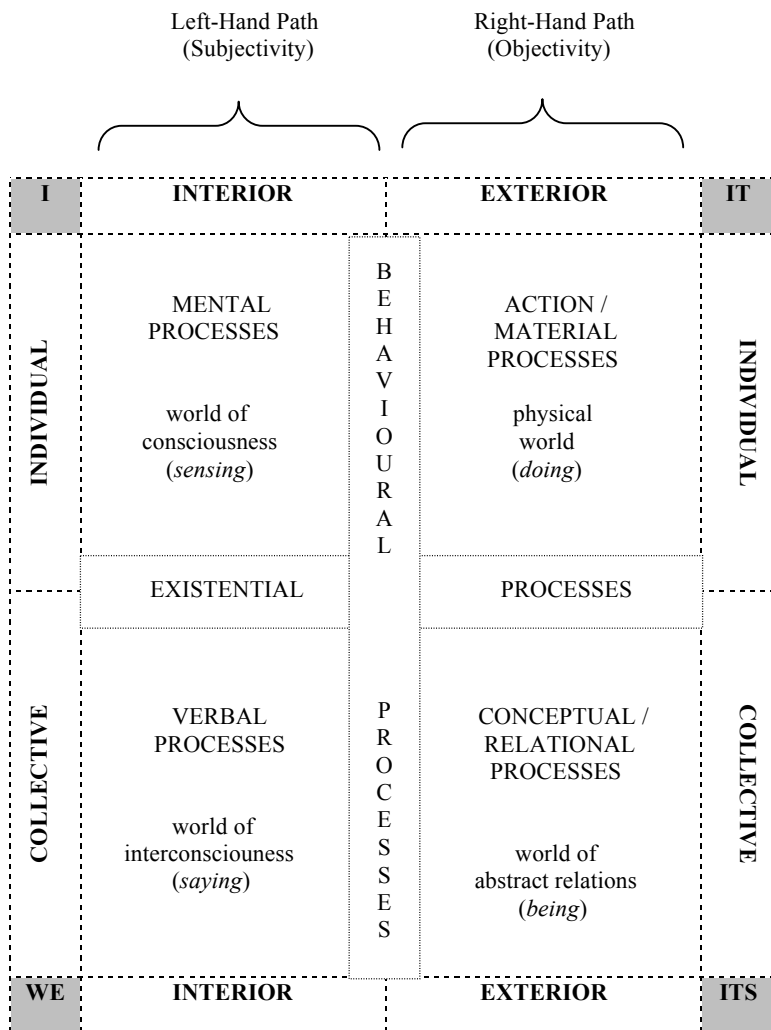 Left-Hand Path
(Subjectivity)
Right-Hand Path
(Objectivity)
I
INTERIOR
EXTERIOR
IT
INDIVIDUAL
MENTAL
PROCESSES
world of
consciousness
(sensing)
BEHAVIOURAL
ACTION /
MATERIAL
PROCESSES
physical
world
(doing)
INDIVIDUAL
EXISTENTIAL
PROCESSES
COLLECTIVE
VERBAL
PROCESSES
world of
interconsciouness
(saying)
PROCESSES
CONCEPTUAL /
RELATIONAL
PROCESSES
world of
abstract relations
(being)
COLLECTIVE
WE
INTERIOR
EXTERIOR
ITS